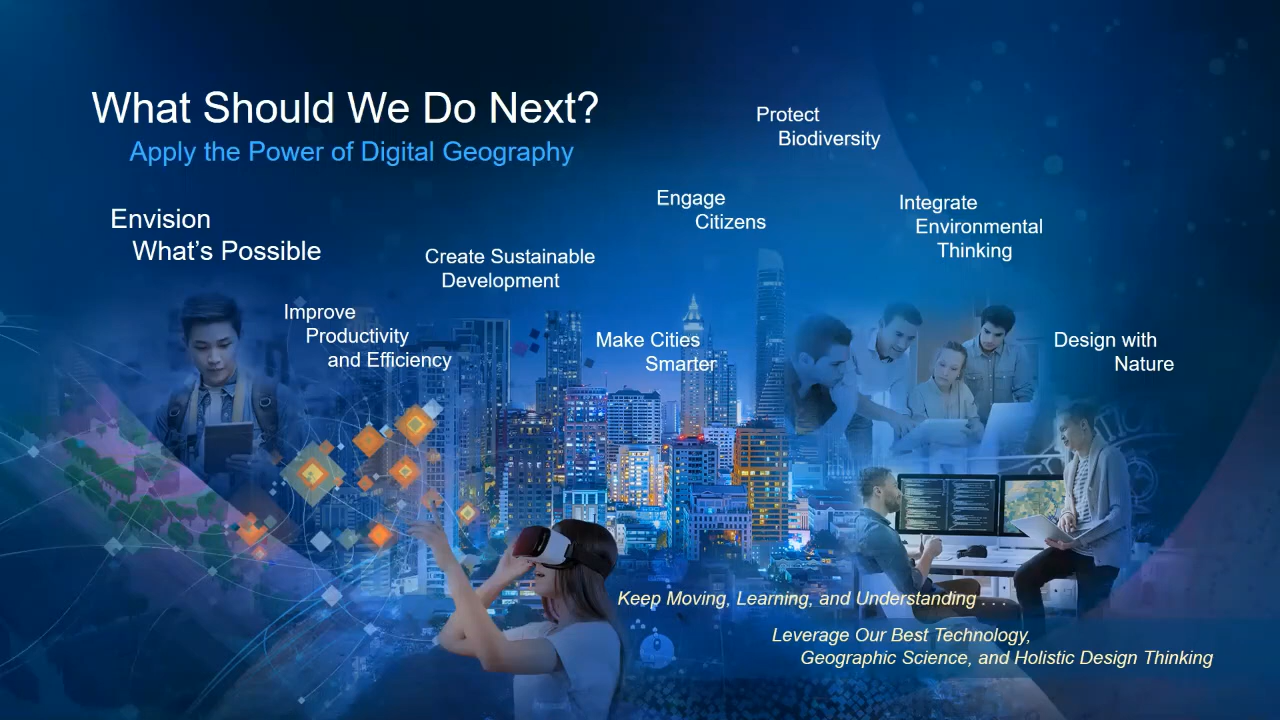 What Should We Do Next?
Apply the Power of Digital Geography
Envision
What's Possible
Improve
Productivity
and Efficiency
Create Sustainable
Development
Make Cities
Smarter
Engage
Citizens
Protect
Biodiversity
Integrate
Environmental
Thinking
Design with
Nature
Keep Moving, Learning, and Understanding . . .
Leverage Our Best Technology,
Geographic Science, and Holistic Design Thinking